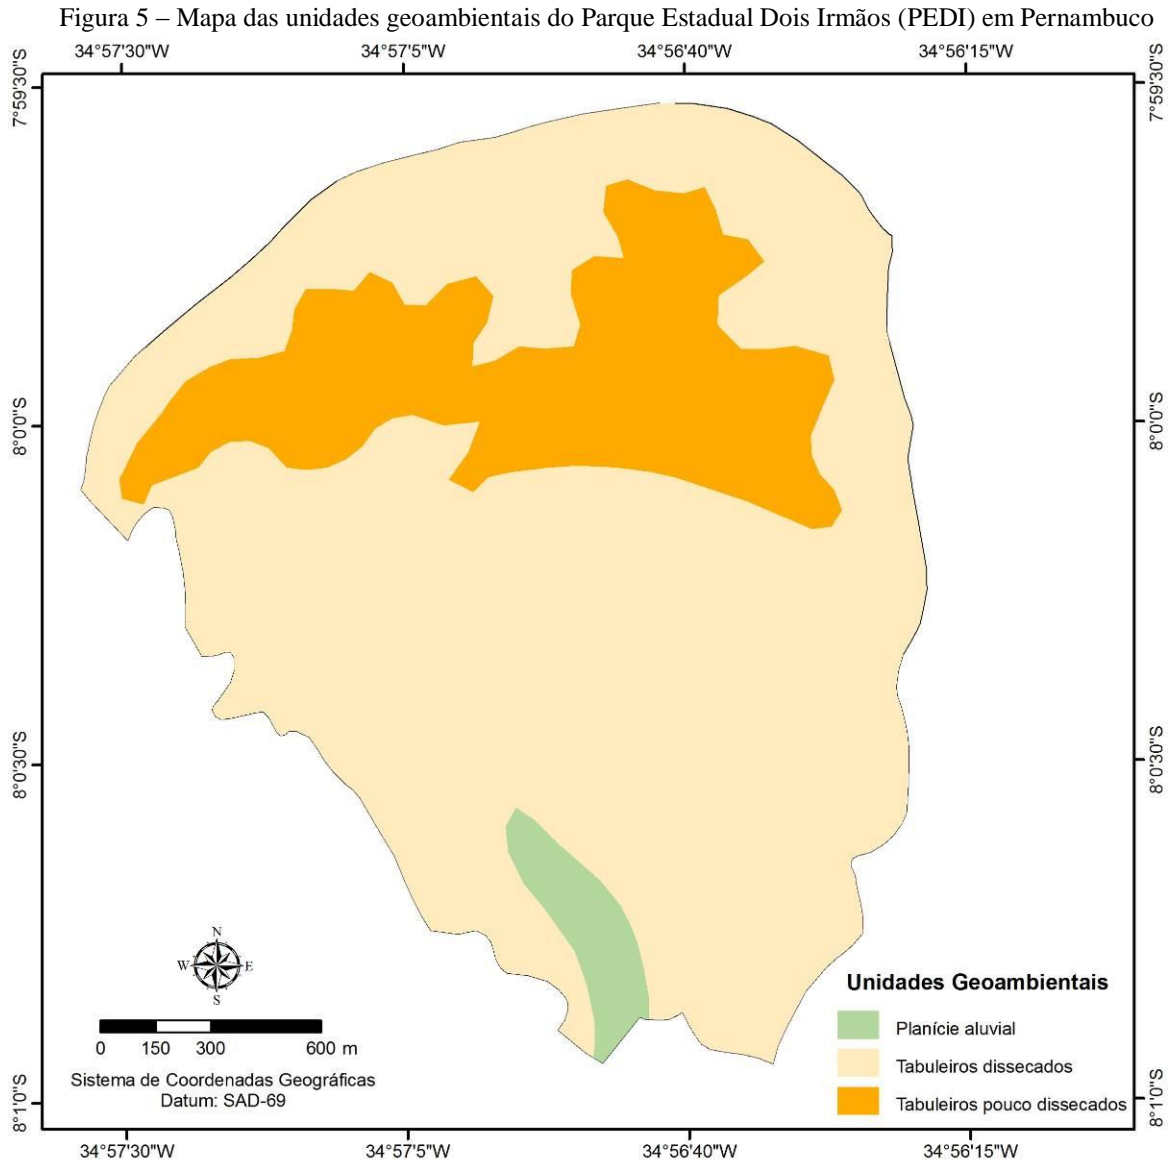 Figura 5 – Mapa das unidades geoambientais do Parque Estadual Dois Irmãos (PEDI) em Pernambuco
34°57'30"W 34°57'5"W 34°56'40"W 34°56'15"W
7°59'30"S 7°59'30"S
8°0'0"S 8°0'0"S
8°0'30"S 8°0'30"S
N
W E
S
0 150 300 600 m
Sistema de Coordenadas Geográficas
Datum: SAD-69
Unidades Geoambientais
Planície aluvial
Tabuleiros dissecados
Tabuleiros pouco dissecados
8°1'0"S 8°1'0"S
34°57'30"W 34°57'5"W 34°56'40"W 34°56'15"W